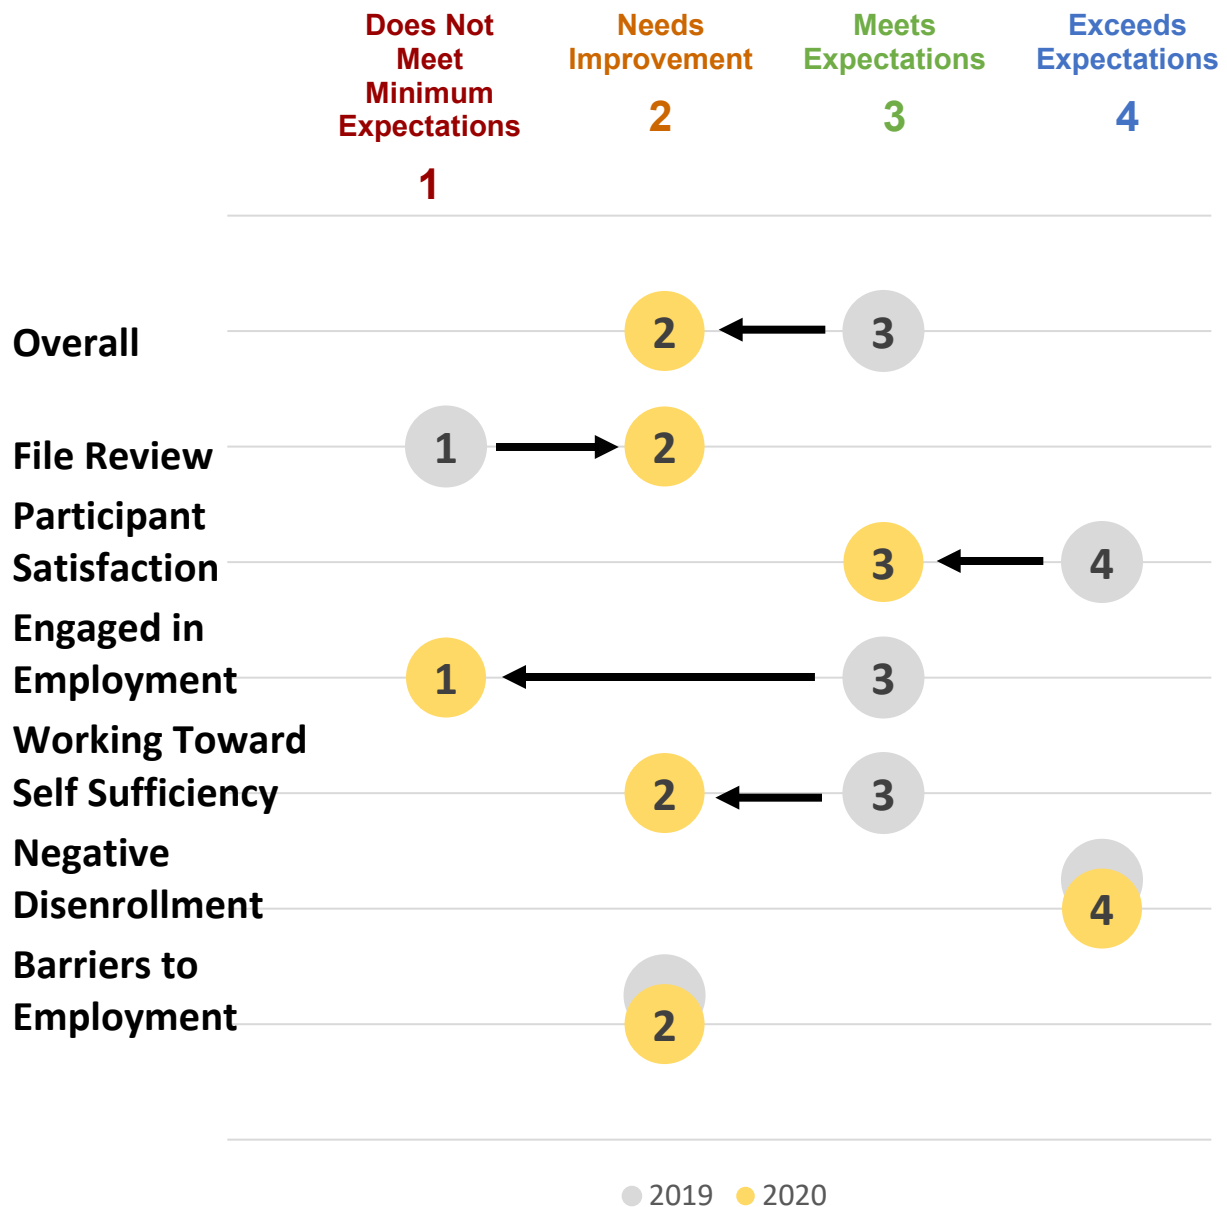 Does Not
Meet
Minimum
Expectations
1
Needs
Improvement
2
Meets
Expectations
3
Exceeds
Expectations
4
Overall
2
3
File Review
1
2
Participant
Satisfaction
3
4
Engaged in
Employment
1
3
Working Toward
Self Sufficiency
2
3
Negative
Disenrollment
4
Barriers to
Employment
2
2019
2020